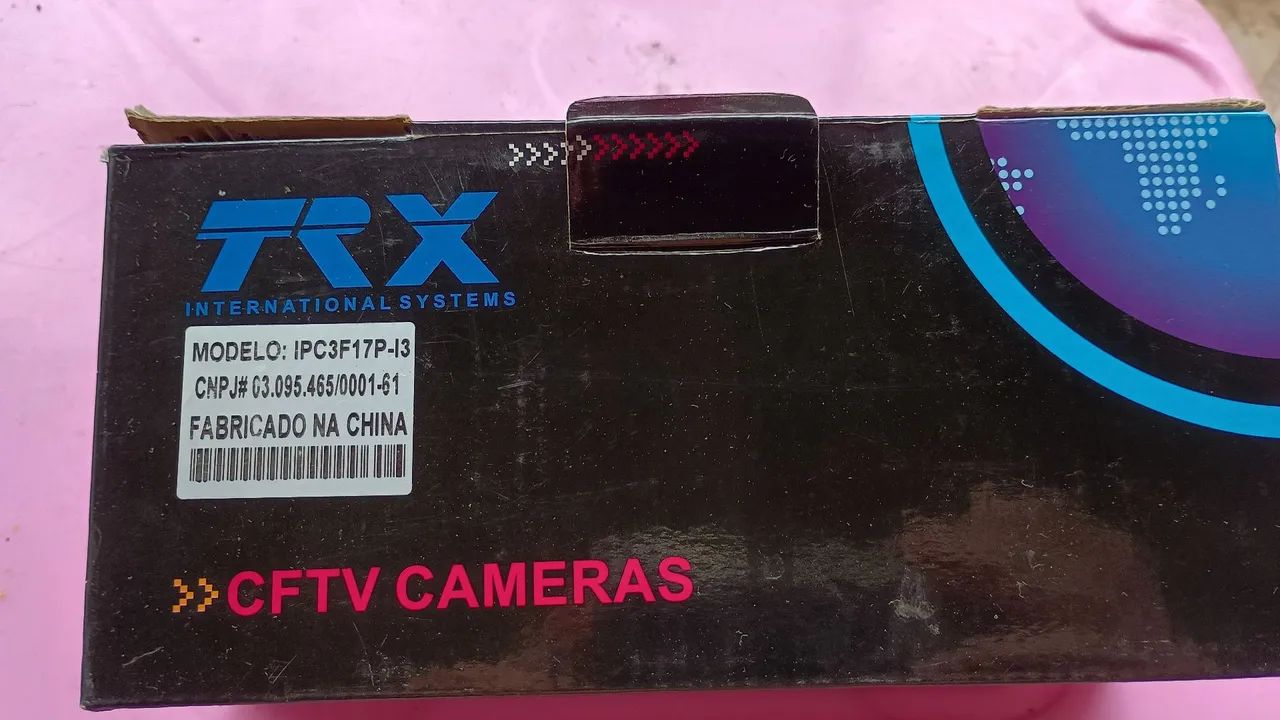 TRX
INTERNATIONAL SYSTEMS
MODELO: IPC3F17P-I3
CNPJ# 03.095.465/0001-61
FABRICADO NA CHINA
CFTV CAMERAS